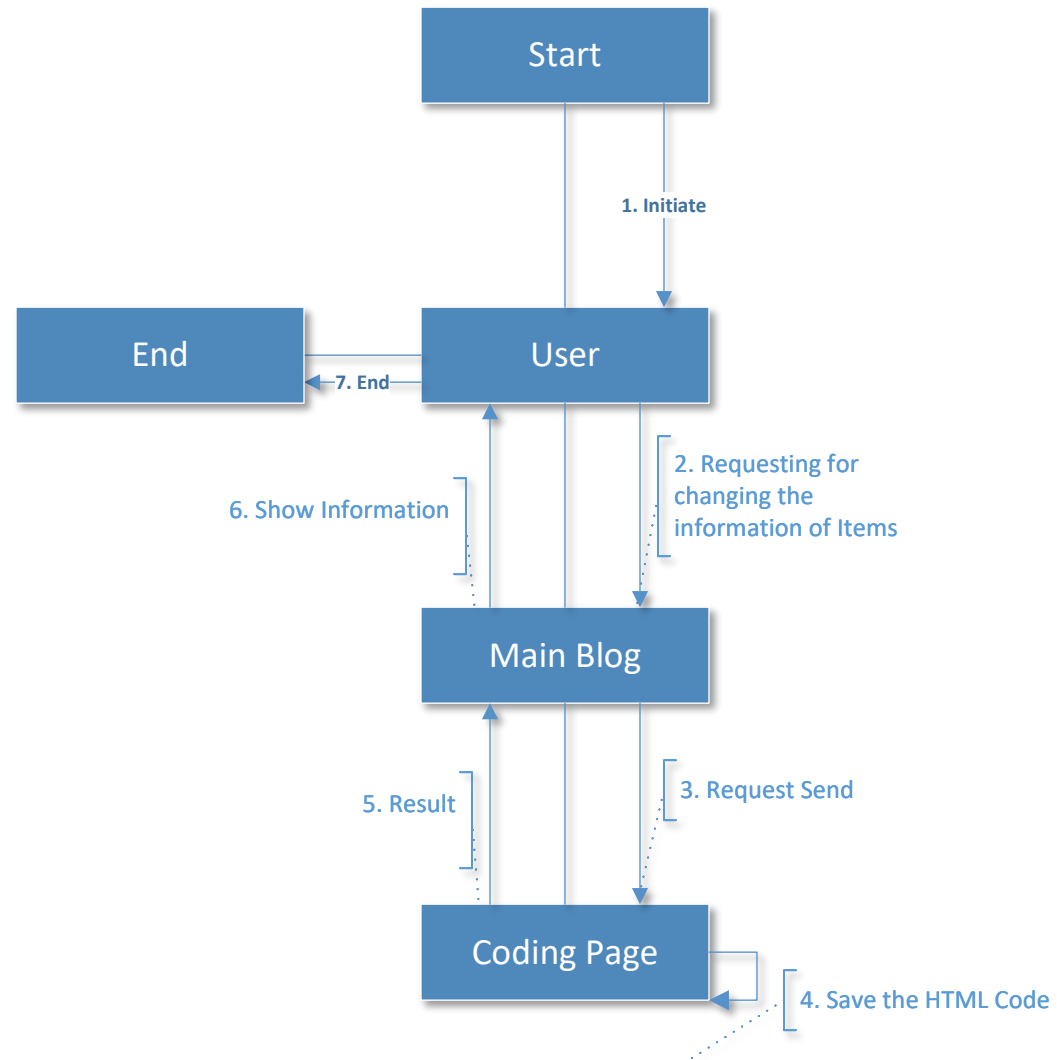 Start
1. Initiate
End
User
7. End
2. Requesting for
changing the
information of Items
6. Show Information
Main Blog
3. Request Send
5. Result
Coding Page
4. Save the HTML Code